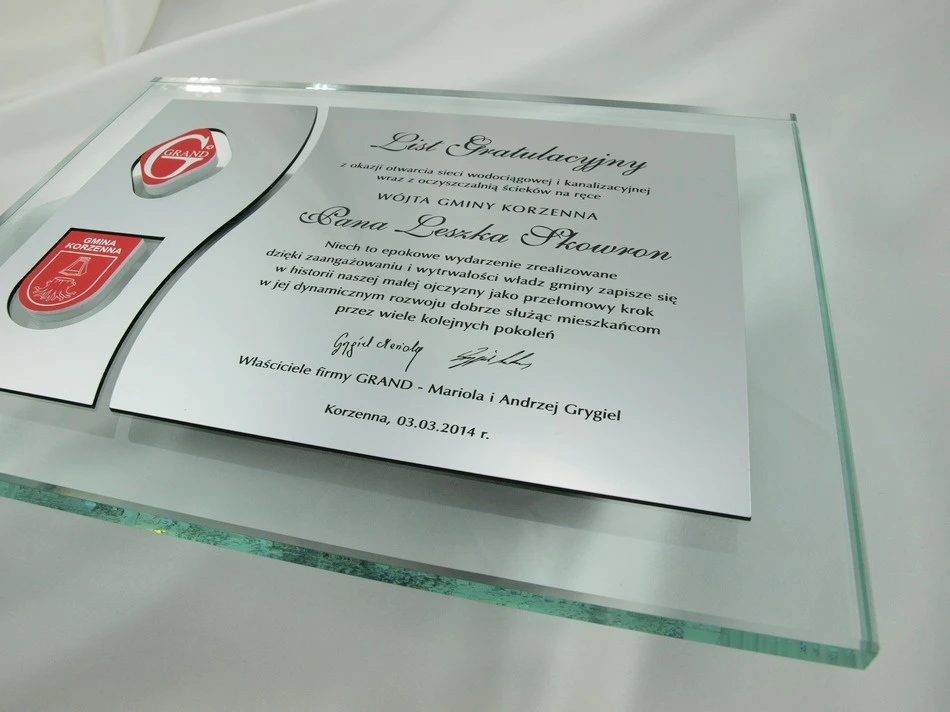 GRAND
GMINA
KORZENNA
List Gratulacyjny
z okazji otwarcia sieci wodociągowej i kanalizacyjnej
wraz z oczyszczalnią ścieków na ręce
WÓJTA GMINY KORZENNA
Pana Leszka Skowron
Niech to epokowe wydarzenie zrealizowane
dzięki zaangażowaniu i wytrwałości władz gminy zapisze się
w historii naszej małej ojczyzny jako przełomowy krok
w jej dynamicznym rozwoju dobrze służąc mieszkańcom
przez wiele kolejnych pokoleń
Grygiel Mariola
Właściciele firmy GRAND - Mariola i Andrzej Grygiel
Korzenna, 03.03.2014 r.